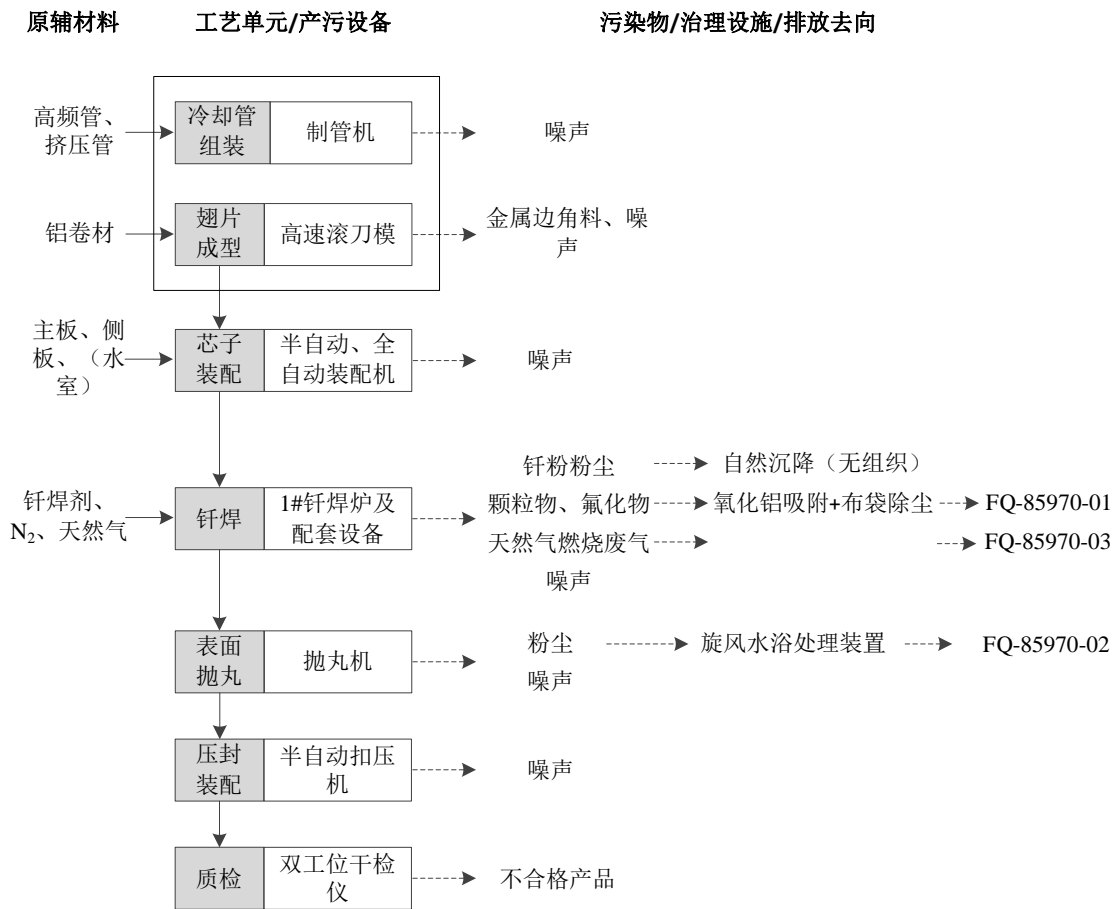 原辅材料 工艺单元/产污设备 污染物/治理设施/排放去向
高频管、
挤压管
冷却管
组装
制管机
噪声
铝卷材
翅片
成型
高速滚刀模
金属边角料、噪
声
主板、侧
板、（水
室）
芯子
装配
半自动、全
自动装配机
噪声
钎焊剂、
N₂、天然气
钎焊
1#钎焊炉及
配套设备
钎粉粉尘 自然沉降（无组织）
颗粒物、氟化物 氧化铝吸附+布袋除尘 FQ-85970-01
天然气燃烧废气 FQ-85970-03
噪声
表面
抛丸
抛丸机
粉尘 旋风水浴处理装置 FQ-85970-02
噪声
压封
装配
半自动扣压
机
噪声
质检
双工位干检
仪
不合格产品